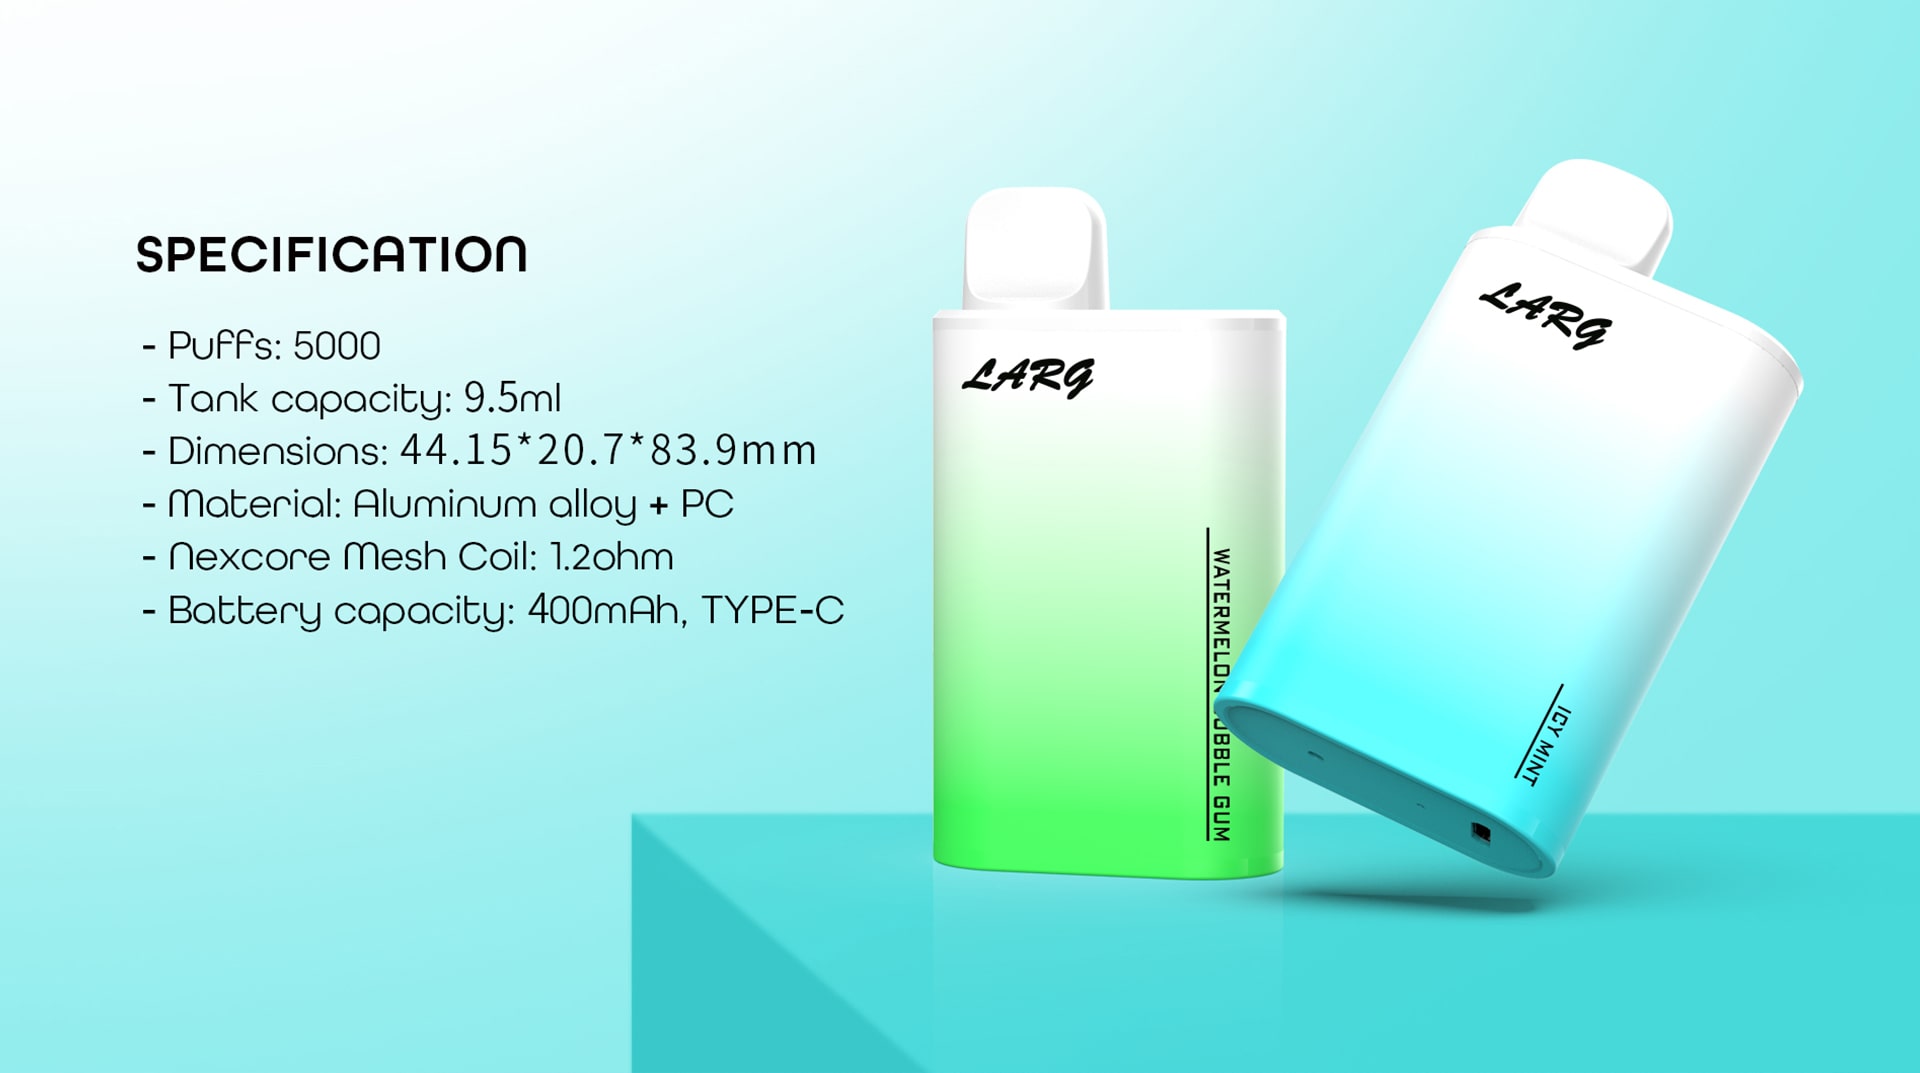 SPECIFICATION
- Puffs: 5000
- Tank capacity: 9.5ml
- Dimensions: 44.15*20.7*83.9mm
- Material: Aluminum alloy + PC
- Nexcore Mesh Coil: 1.2ohm
- Battery capacity: 400mAh, TYPE-C
LARG
WATERMELON BUBBLE GUM
LARG
ICY MINT